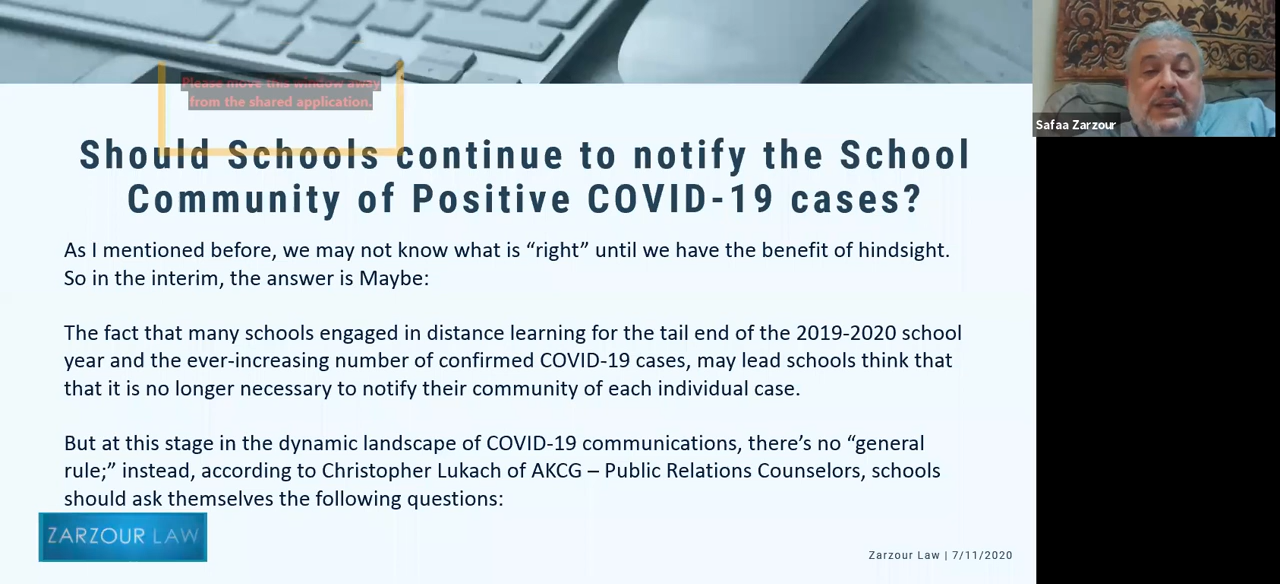 Please move this window away
from the shared application.
Safaa Zarzour
Should Schools continue to notify the School
Community of Positive COVID-19 cases?
As I mentioned before, we may not know what is “right” until we have the benefit of hindsight.
So in the interim, the answer is Maybe:
The fact that many schools engaged in distance learning for the tail end of the 2019-2020 school
year and the ever-increasing number of confirmed COVID-19 cases, may lead schools think that
that it is no longer necessary to notify their community of each individual case.
But at this stage in the dynamic landscape of COVID-19 communications, there’s no “general
rule;” instead, according to Christopher Lukach of AKCG – Public Relations Counselors, schools
should ask themselves the following questions:
ZARZOUR LAW
Zarzour Law | 7/11/2020